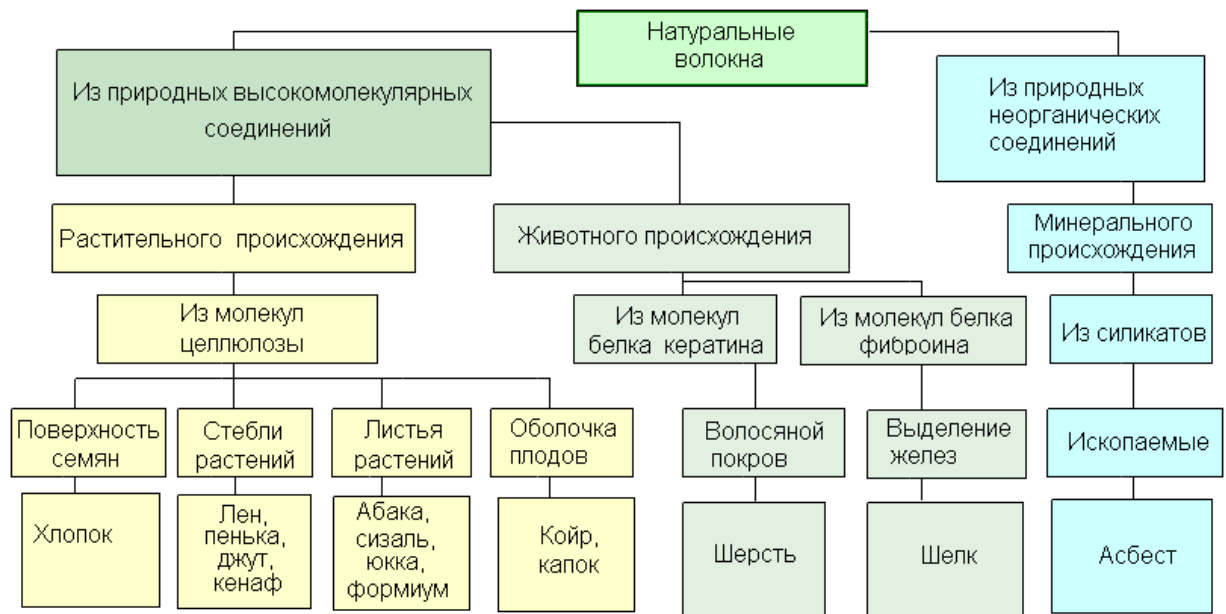 Натуральные
волокна
Из природных высокомолекулярных
соединений
Из природных
неорганических
соединений
Растительного происхождения
Животного происхождения
Минерального
происхождения
Из молекул
целлюлозы
Из молекул
белка кератина
Из молекул белка
фиброина
Из силикатов
Поверхность
семян
Стебли
растений
Листья
растений
Оболочка
плодов
Волосяной
покров
Выделение
желез
Ископаемые
Хлопок
Лен,
пенька,
джут,
кенаф
Абака,
сизаль,
юкка,
формиум
Койр,
капок
Шерсть
Шелк
Асбест